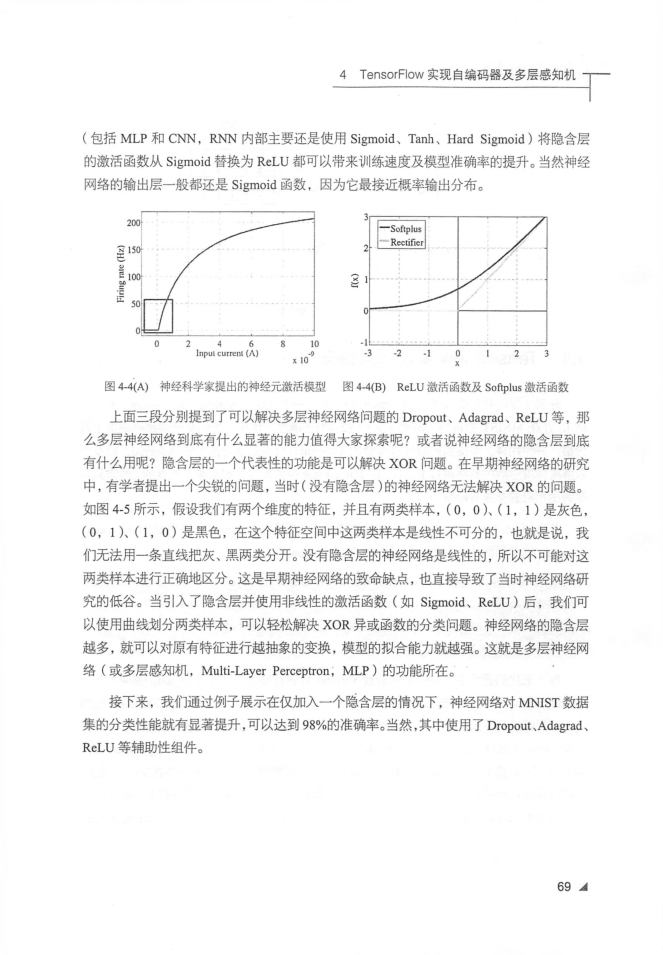 4 TensorFlow 实现自编码器及多层感知机
（包括 MLP 和 CNN，RNN 内部主要还是使用 Sigmoid、Tanh、Hard Sigmoid）将隐含层
的激活函数从 Sigmoid 替换为 ReLU 都可以带来训练速度及模型准确率的提升。当然神经
网络的输出层一般都还是 Sigmoid 函数，因为它最接近概率输出分布。
200
150
100
50
0
Firing rate (Hz)
0 2 4 6 8 10
Input current (A)
x 10⁻⁹
3
2
1
0
-1
f(x)
Softplus
Rectifier
-3 -2 -1 0 1 2 3
x
图 4-4(A) 神经科学家提出的神经元激活模型 图 4-4(B) ReLU 激活函数及 Softplus 激活函数
上面三段分别提到了可以解决多层神经网络问题的 Dropout、Adagrad、ReLU 等，那
么多层神经网络到底有什么显著的能力值得大家探索呢？或者说神经网络的隐含层到底
有什么用呢？隐含层的一个代表性的功能是可以解决 XOR 问题。在早期神经网络的研究
中，有学者提出一个尖锐的问题，当时（没有隐含层）的神经网络无法解决 XOR 的问题。
如图 4-5 所示，假设我们有两个维度的特征，并且有两类样本，（0，0）、（1，1）是灰色，
（0，1）、（1，0）是黑色，在这个特征空间中这两类样本是线性不可分的，也就是说，我
们无法用一条直线把灰、黑两类分开。没有隐含层的神经网络是线性的，所以不可能对这
两类样本进行正确地区分。这是早期神经网络的致命缺点，也直接导致了当时神经网络研
究的低谷。当引入了隐含层并使用非线性的激活函数（如 Sigmoid、ReLU）后，我们可
以使用曲线划分两类样本，可以轻松解决 XOR 异或函数的分类问题。神经网络的隐含层
越多，就可以对原有特征进行越抽象的变换，模型的拟合能力就越强。这就是多层神经网
络（或多层感知机，Multi-Layer Perceptron，MLP）的功能所在。
接下来，我们通过例子展示在仅加入一个隐含层的情况下，神经网络对 MNIST 数据
集的分类性能就有显著提升，可以达到 98%的准确率。当然，其中使用了 Dropout、Adagrad、
ReLU 等辅助性组件。
69